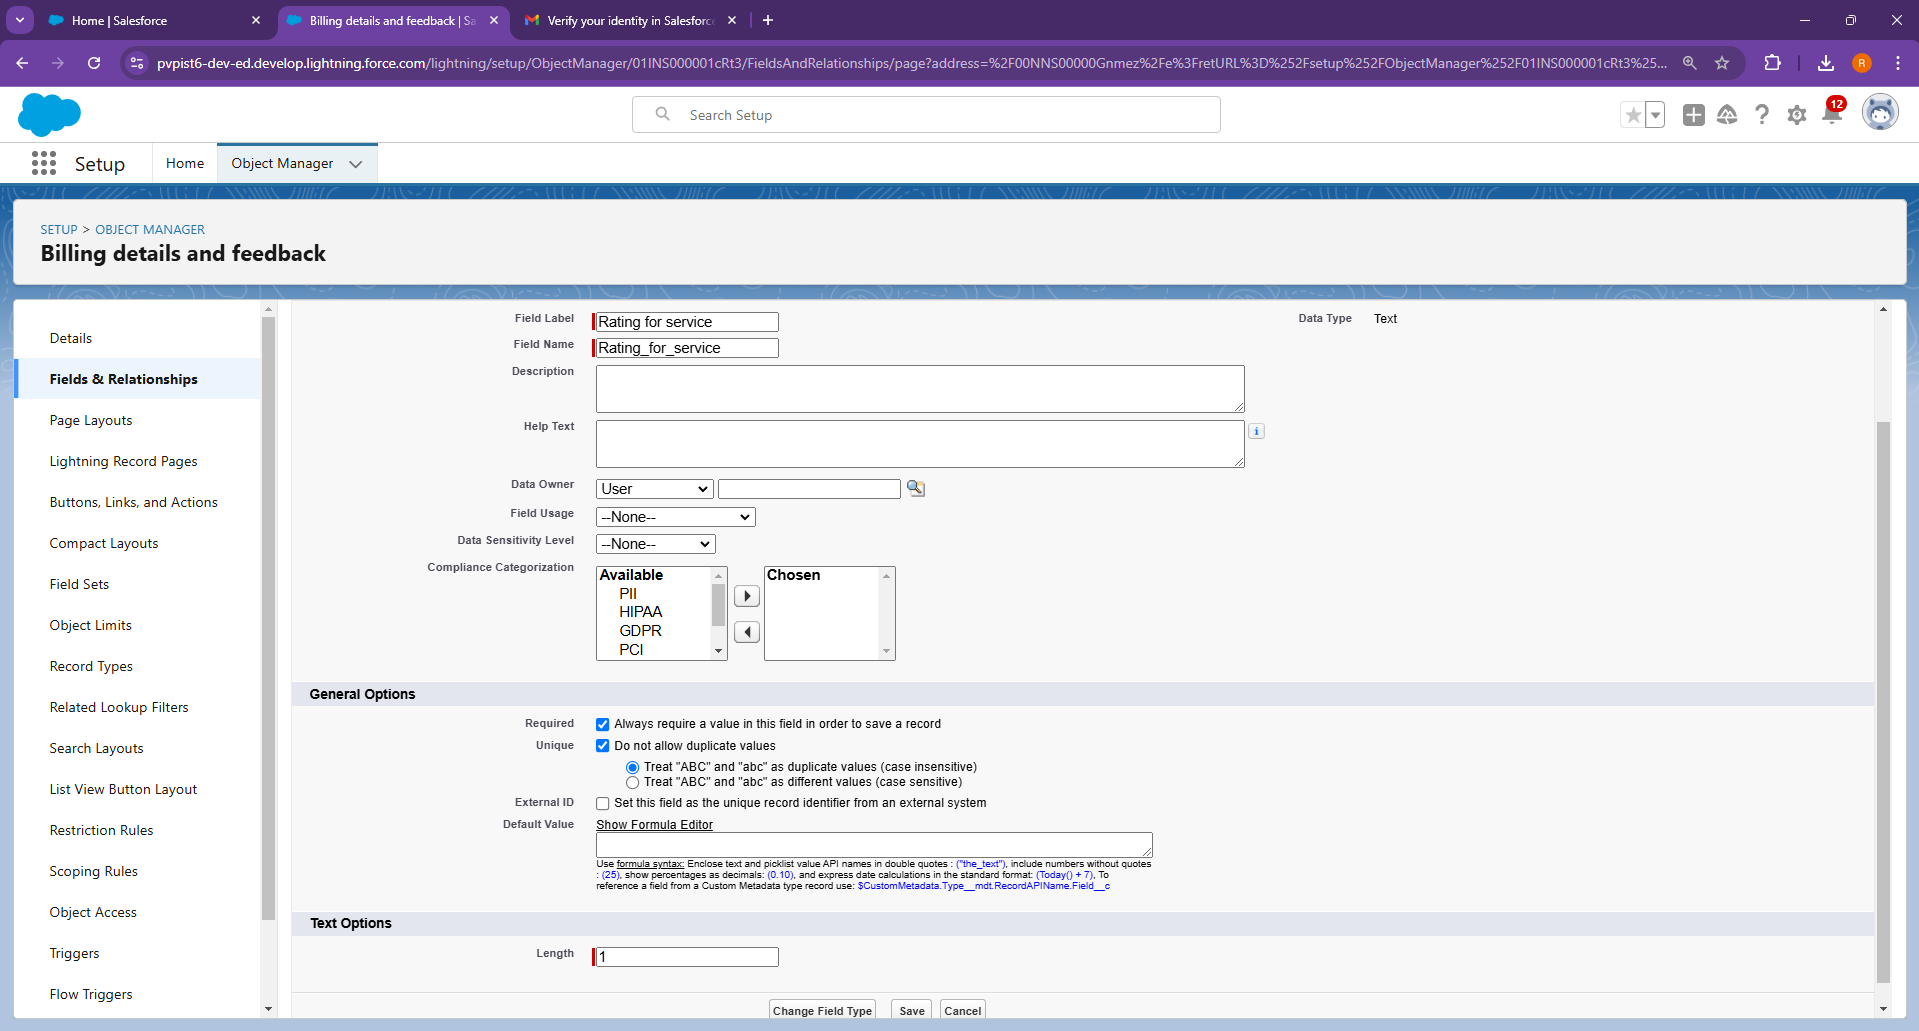 Home | Salesforce
Billing details and feedback | Sa
Verify your identity in Salesforc
pvpist6-dev-ed.develop.lightning.force.com/lightning/setup/ObjectManager/01INS000001cRt3/FieldsAndRelationships/page?address=%2F00NNS00000Gnmez%2Fe%3FretURL%3D%252Fsetup%252FObjectManager%252F01INS000001cRt3%25...
R
Search Setup
12
Setup
Home
Object Manager
SETUP > OBJECT MANAGER
Billing details and feedback
Details
Fields & Relationships
Page Layouts
Lightning Record Pages
Buttons, Links, and Actions
Compact Layouts
Field Sets
Object Limits
Record Types
Related Lookup Filters
Search Layouts
List View Button Layout
Restriction Rules
Scoping Rules
Object Access
Triggers
Flow Triggers
Field Label Rating for service Data Type Text
Field Name Rating_for_service
Description
Help Text
Data Owner User
Field Usage --None--
Data Sensitivity Level --None--
Compliance Categorization
Available Chosen
PII
HIPAA
GDPR
PCI
General Options
Required Always require a value in this field in order to save a record
Unique Do not allow duplicate values
Treat "ABC" and "abc" as duplicate values (case insensitive)
Treat "ABC" and "abc" as different values (case sensitive)
External ID Set this field as the unique record identifier from an external system
Default Value Show Formula Editor
Use formula syntax: Enclose text and picklist value API names in double quotes : ("the_text"), include numbers without quotes
: (25), show percentages as decimals: (0.10), and express date calculations in the standard format: (Today() + 7), To
reference a field from a Custom Metadata type record use: $CustomMetadata.Type__mdt.RecordAPIName.Field__c
Text Options
Length 1
Change Field Type Save Cancel